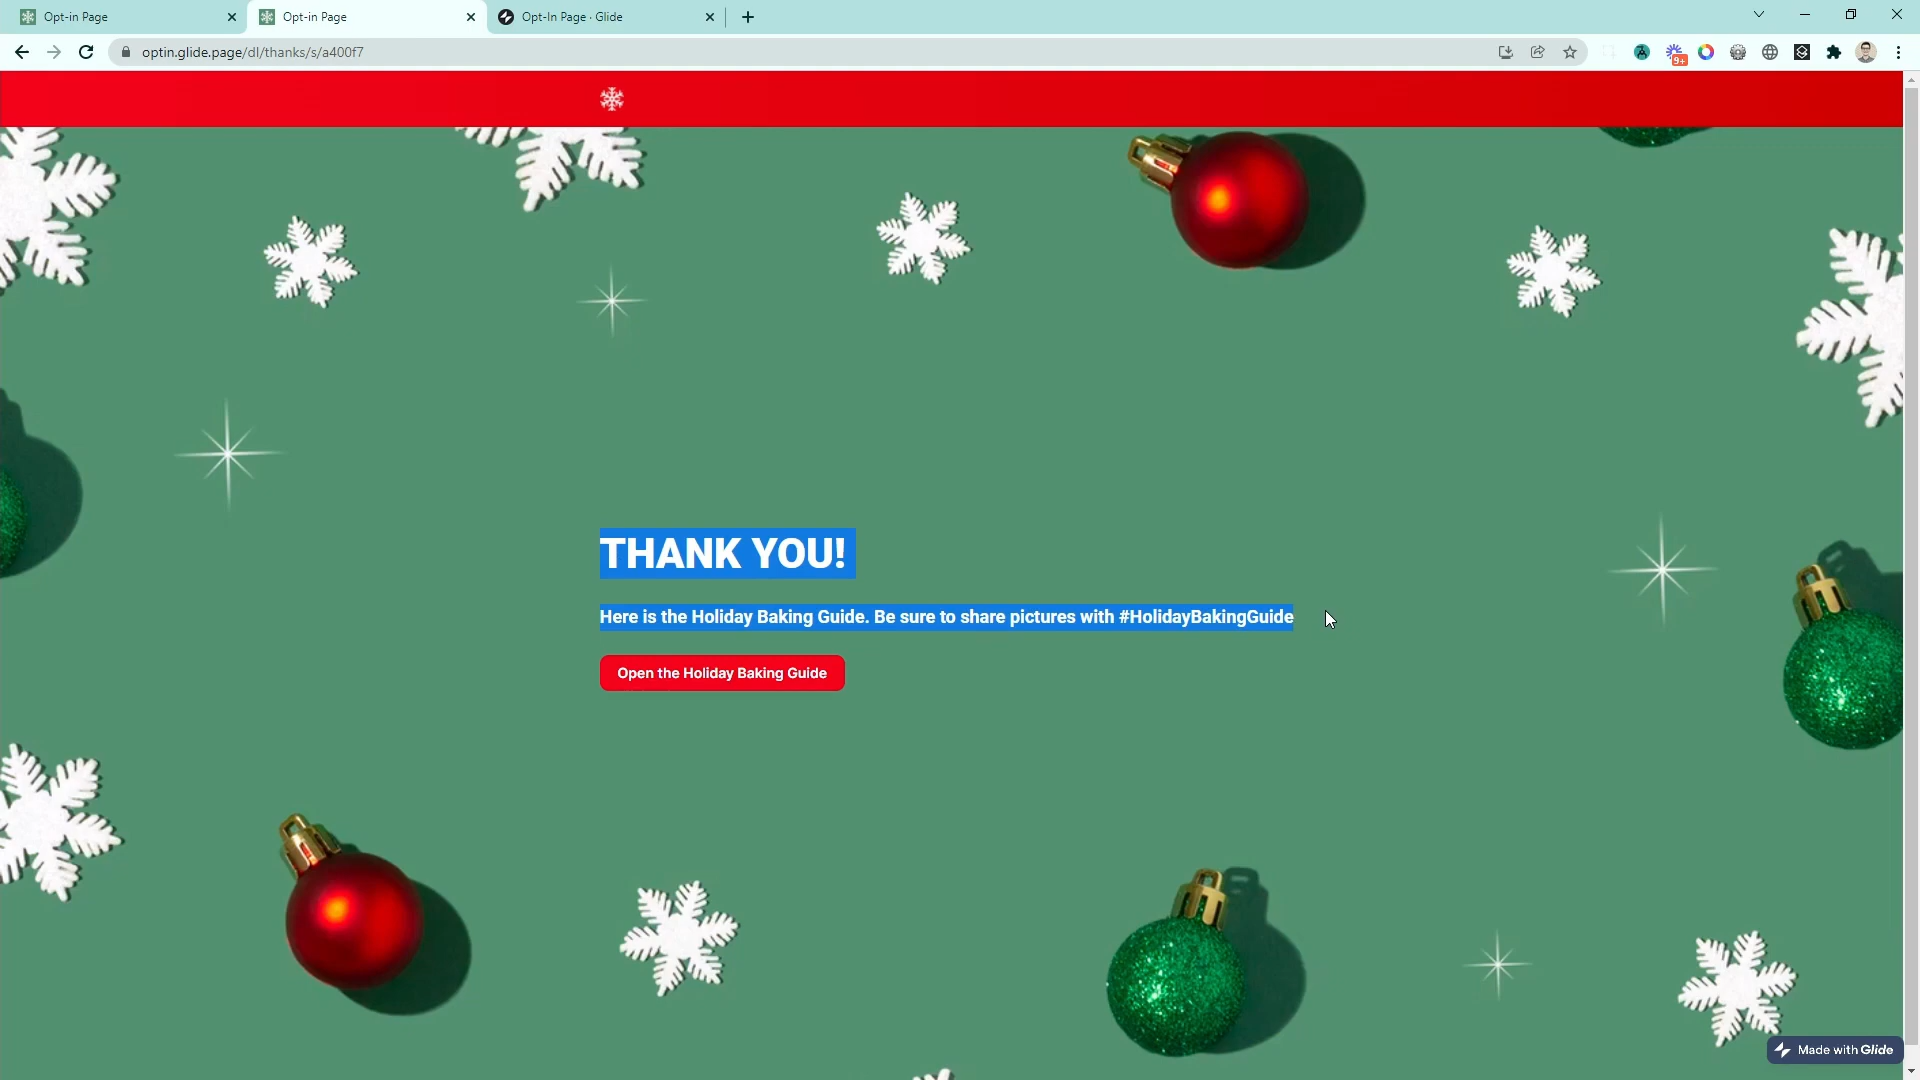 Opt-in Page
Opt-in Page
Opt-In Page · Glide
optin.glide.page/dl/thanks/s/a400f7
9+
THANK YOU!
Here is the Holiday Baking Guide. Be sure to share pictures with #HolidayBakingGuide
Open the Holiday Baking Guide
Made with Glide